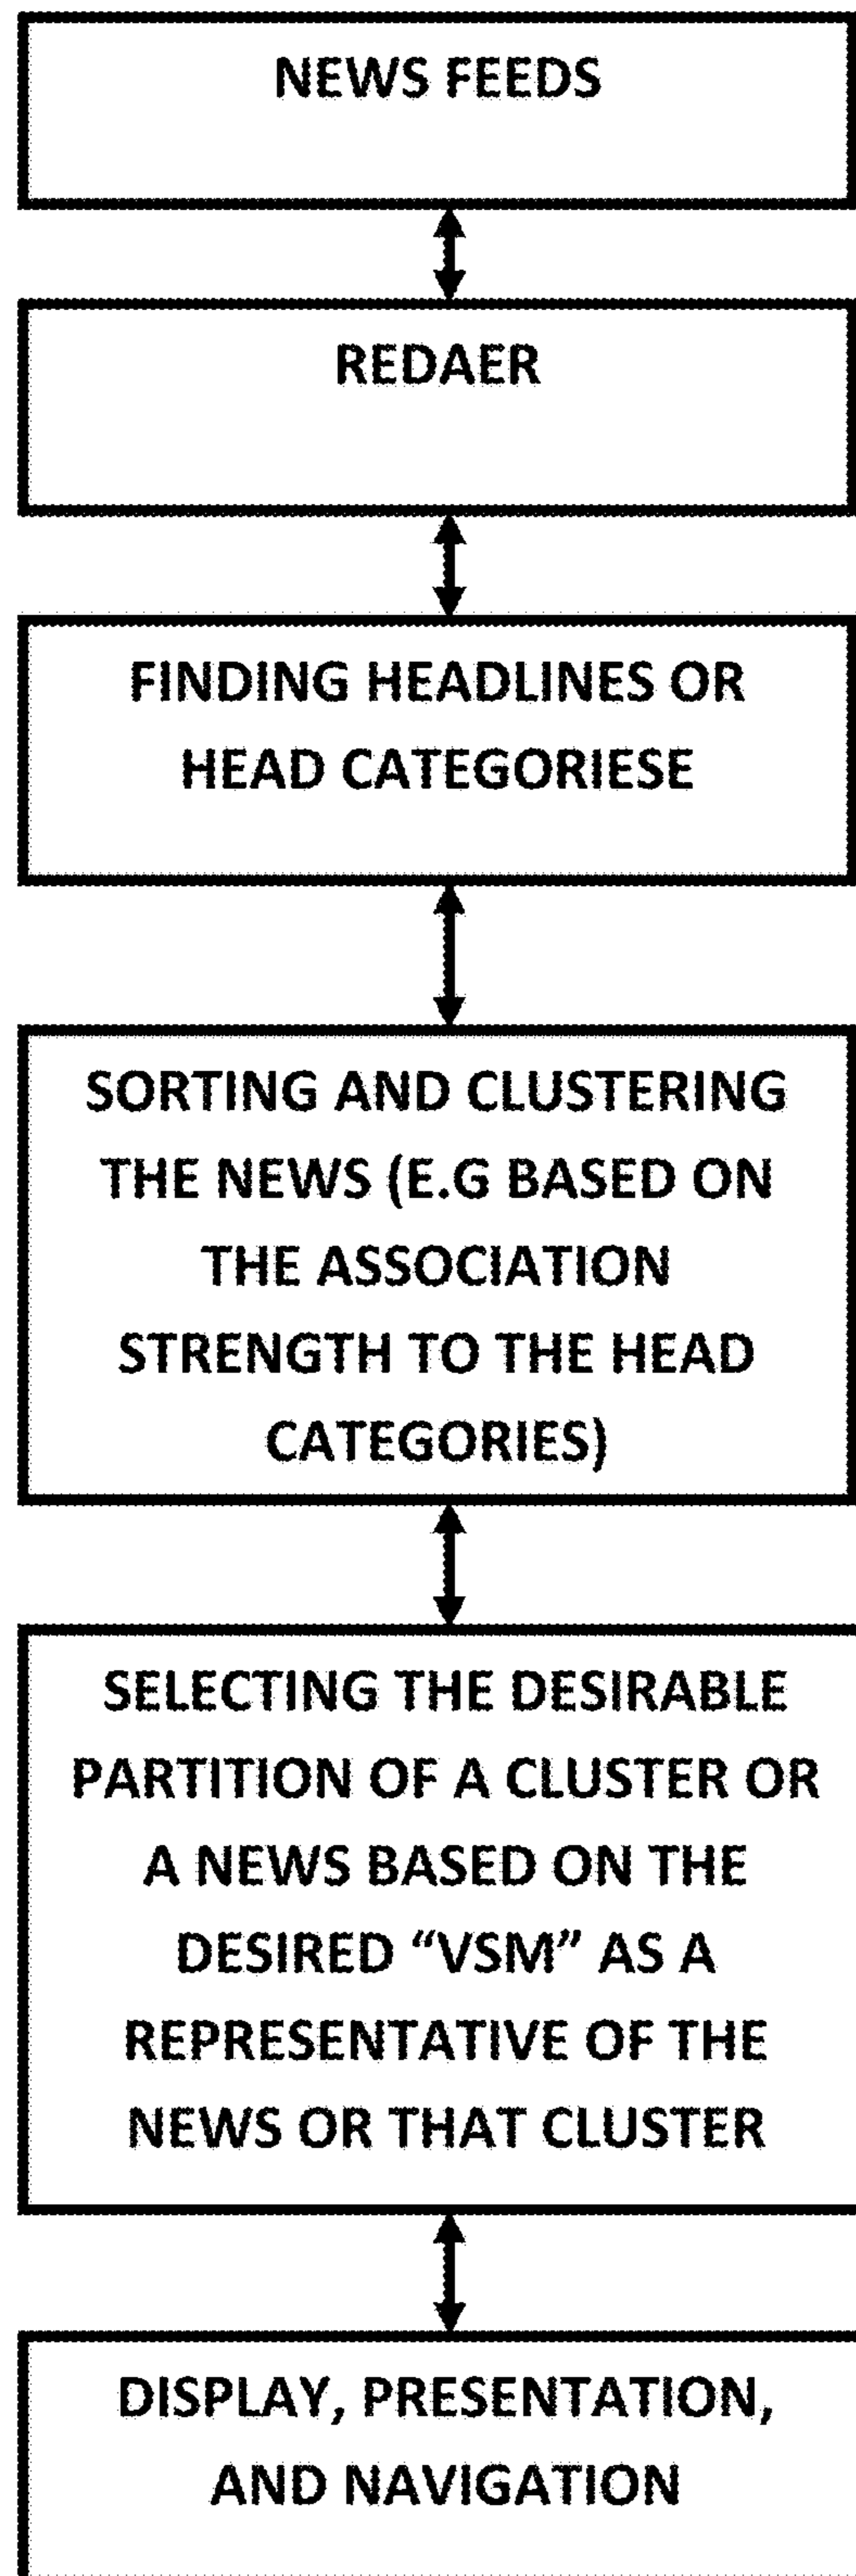 NEWS FEEDS
REDAER
FINDING HEADLINES OR
HEAD CATEGORIESE
SORTING AND CLUSTERING
THE NEWS (E.G BASED ON
THE ASSOCIATION
STRENGTH TO THE HEAD
CATEGORIES)
SELECTING THE DESIRABLE
PARTITION OF A CLUSTER OR
A NEWS BASED ON THE
DESIRED “VSM” AS A
REPRESENTATIVE OF THE
NEWS OR THAT CLUSTER
DISPLAY, PRESENTATION,
AND NAVIGATION